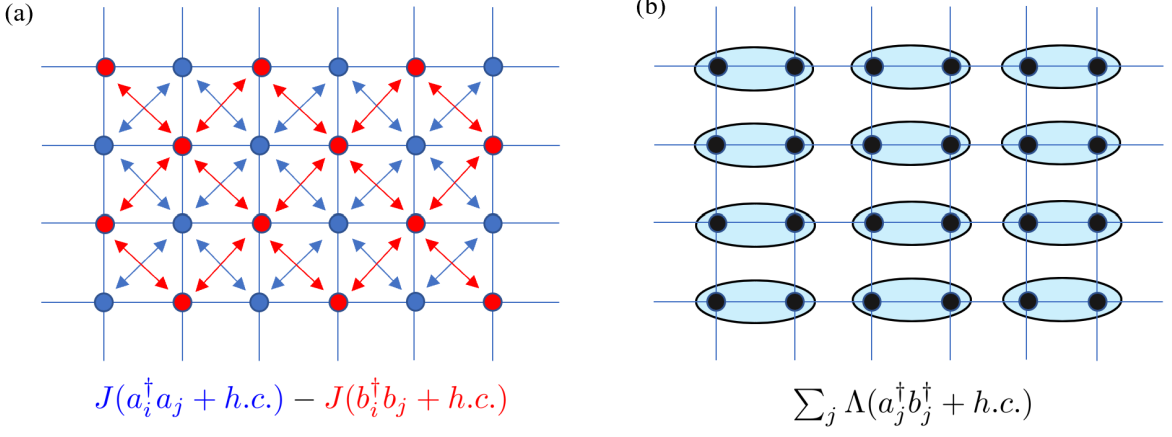 (a)
(b)
J(a_i^† a_j + h.c.) − J(b_i^† b_j + h.c.)
∑_j Λ(a_j^† b_j^† + h.c.)